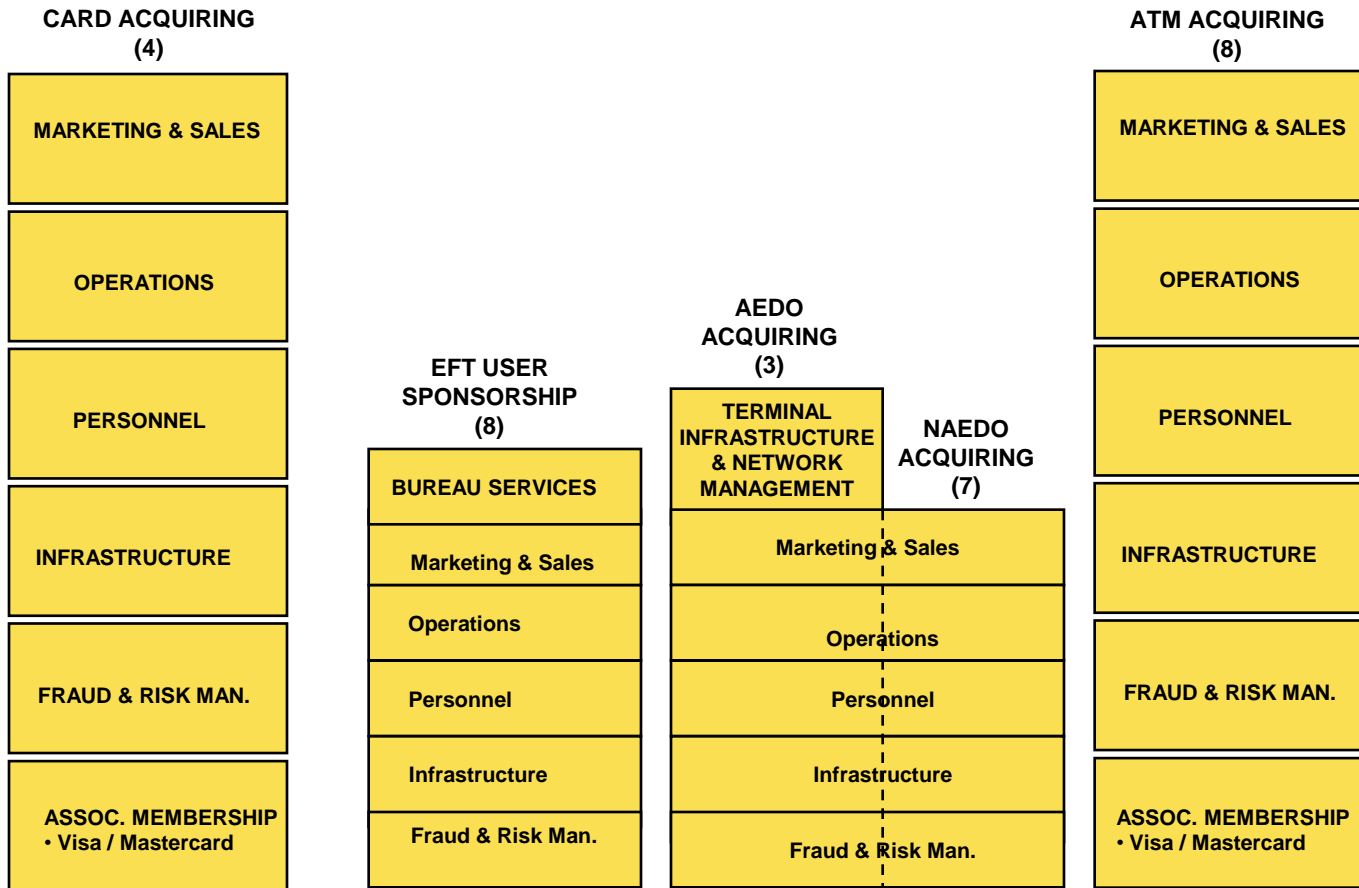 CARD ACQUIRING
(4)
MARKETING & SALES
OPERATIONS
PERSONNEL
INFRASTRUCTURE
FRAUD & RISK MAN.
ASSOC. MEMBERSHIP
• Visa / Mastercard
EFT USER
SPONSORSHIP
(8)
BUREAU SERVICES
Marketing & Sales
Operations
Personnel
Infrastructure
Fraud & Risk Man.
AEDO
ACQUIRING
(3)
TERMINAL
INFRASTRUCTURE
& NETWORK
MANAGEMENT
NAEDO
ACQUIRING
(7)
Marketing & Sales
Operations
Personnel
Infrastructure
Fraud & Risk Man.
ATM ACQUIRING
(8)
MARKETING & SALES
OPERATIONS
PERSONNEL
INFRASTRUCTURE
FRAUD & RISK MAN.
ASSOC. MEMBERSHIP
• Visa / Mastercard